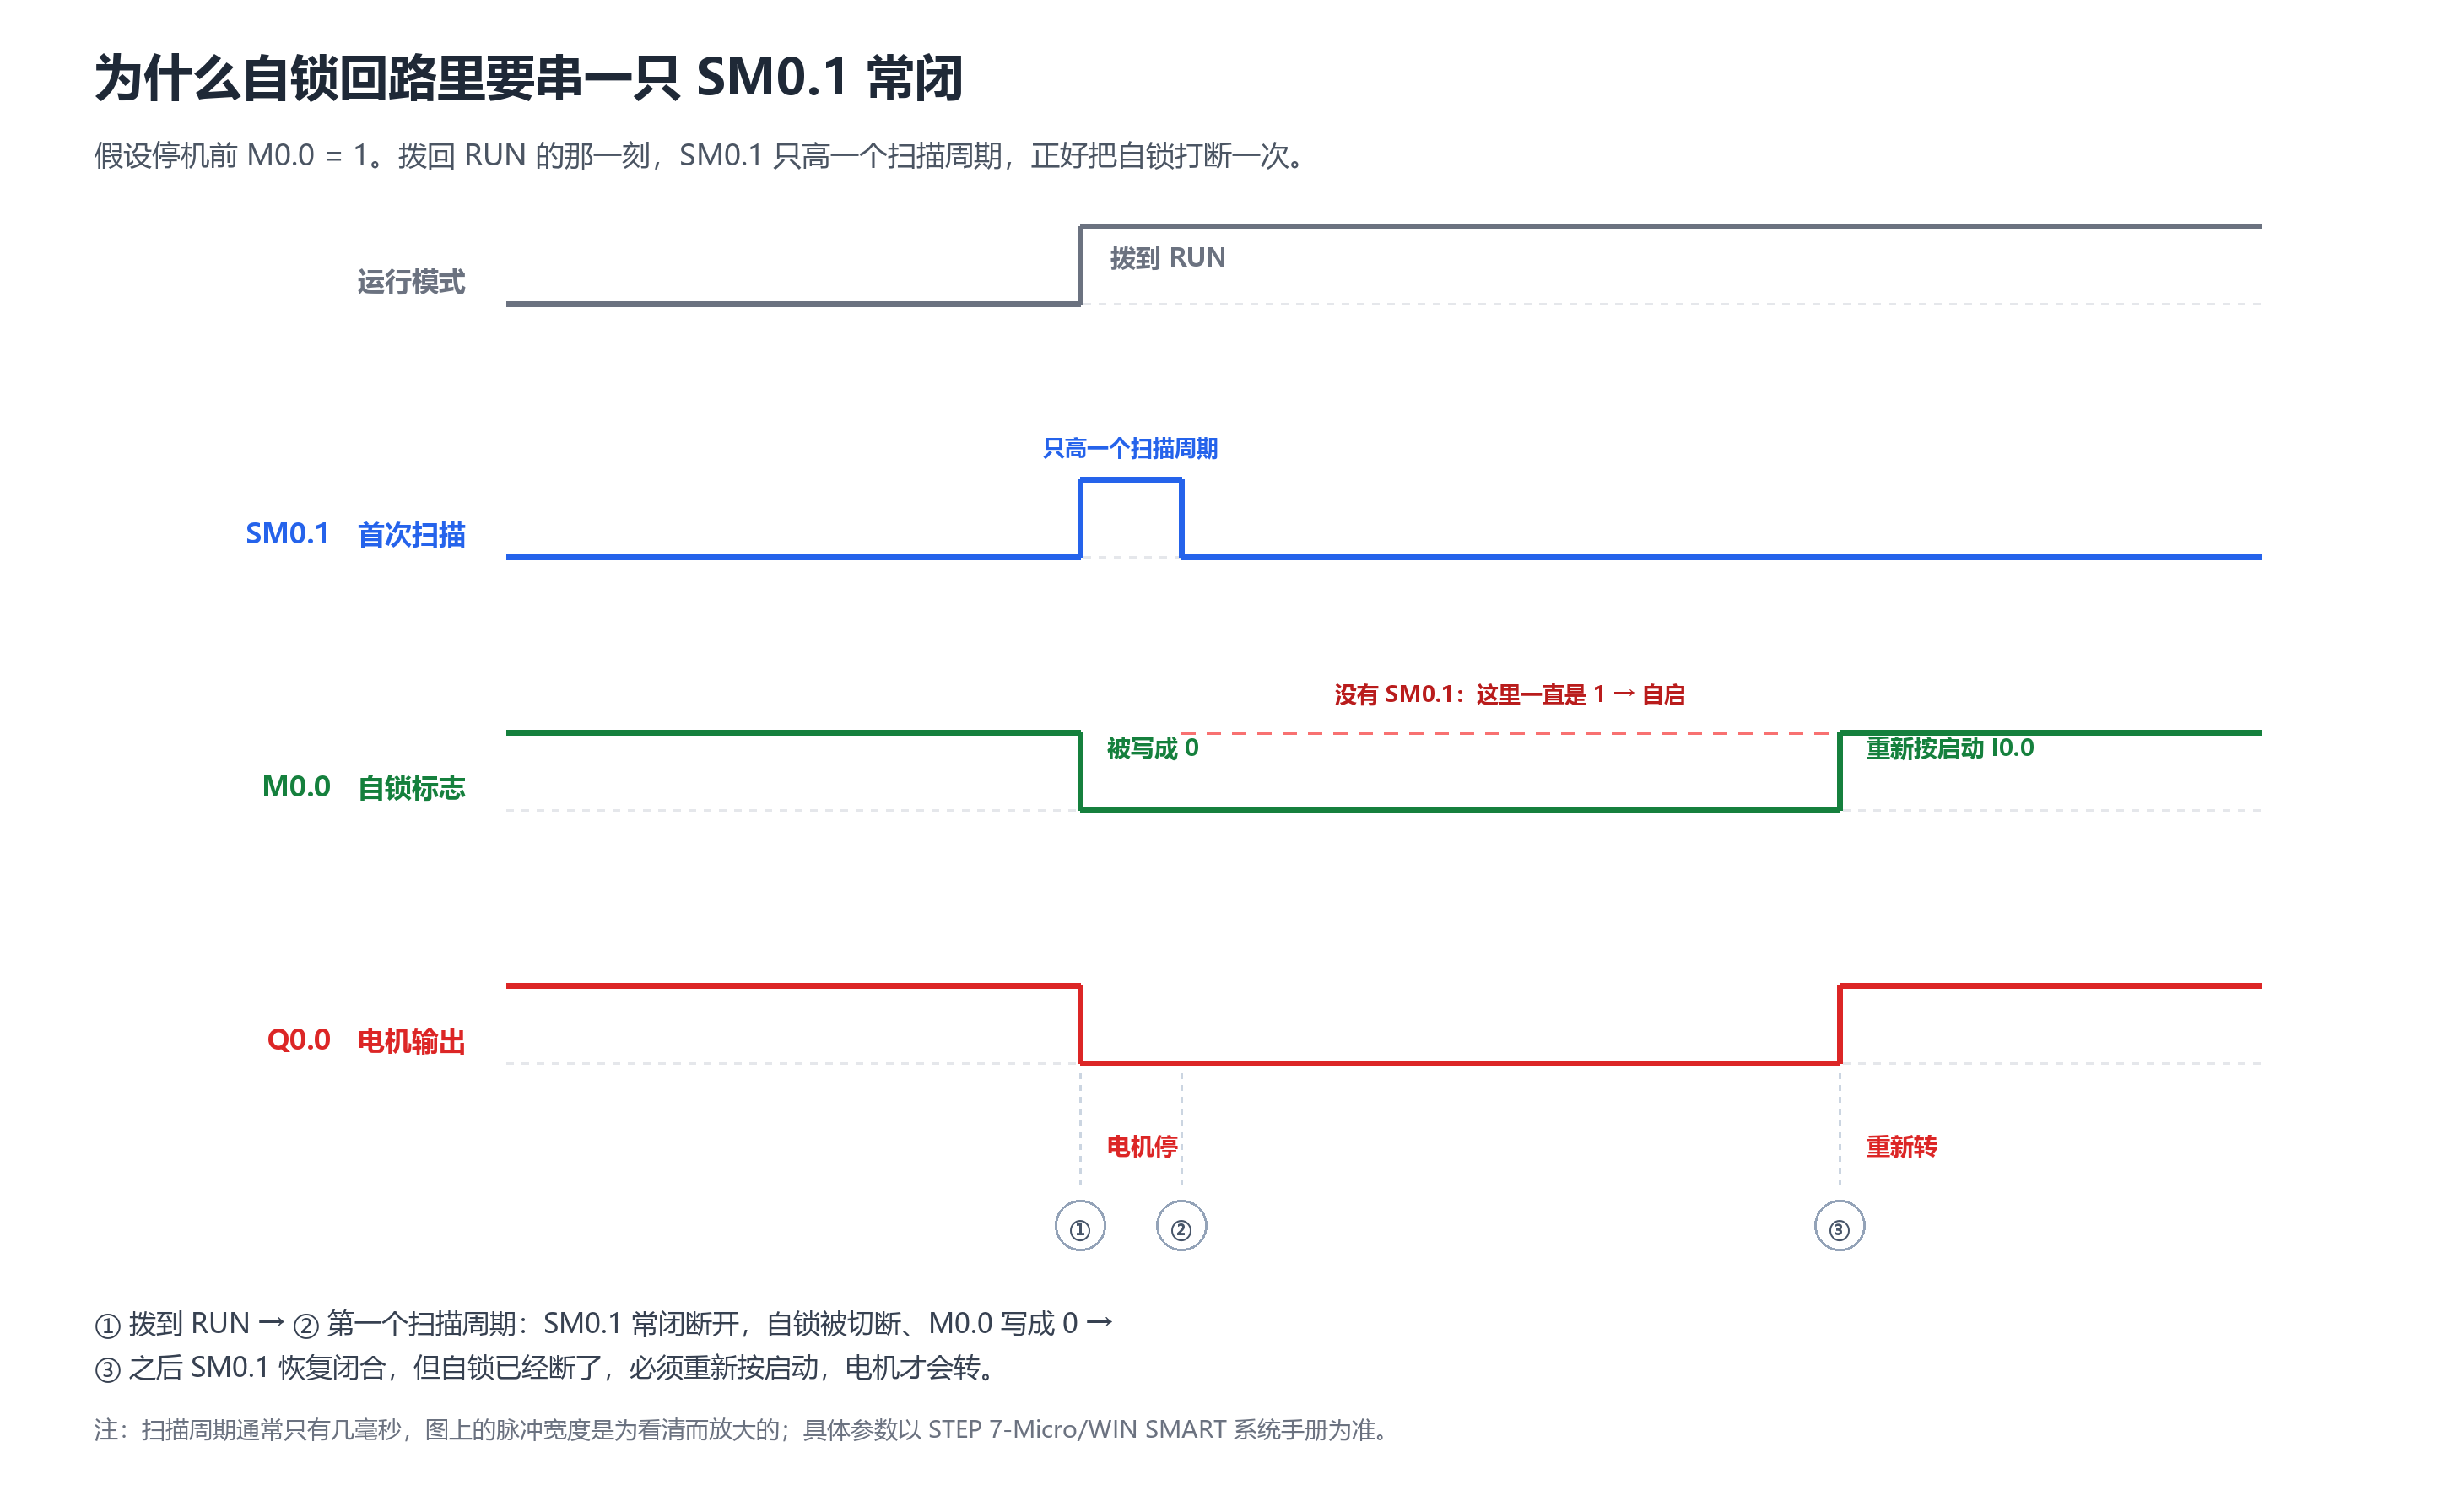 为什么自锁回路里要串一只 SM0.1 常闭
假设停机前 M0.0 = 1。拨回 RUN 的那一刻，SM0.1 只高一个扫描周期，正好把自锁打断一次。
拨到 RUN
运行模式
只高一个扫描周期
SM0.1 首次扫描
没有 SM0.1：这里一直是 1 → 自启
被写成 0
重新按启动 I0.0
M0.0 自锁标志
Q0.0 电机输出
电机停
重新转
① ② ③
① 拨到 RUN → ② 第一个扫描周期：SM0.1 常闭断开，自锁被切断、M0.0 写成 0 →
③ 之后 SM0.1 恢复闭合，但自锁已经断了，必须重新按启动，电机才会转。
注：扫描周期通常只有几毫秒，图上的脉冲宽度是为看清而放大的；具体参数以 STEP 7-Micro/WIN SMART 系统手册为准。